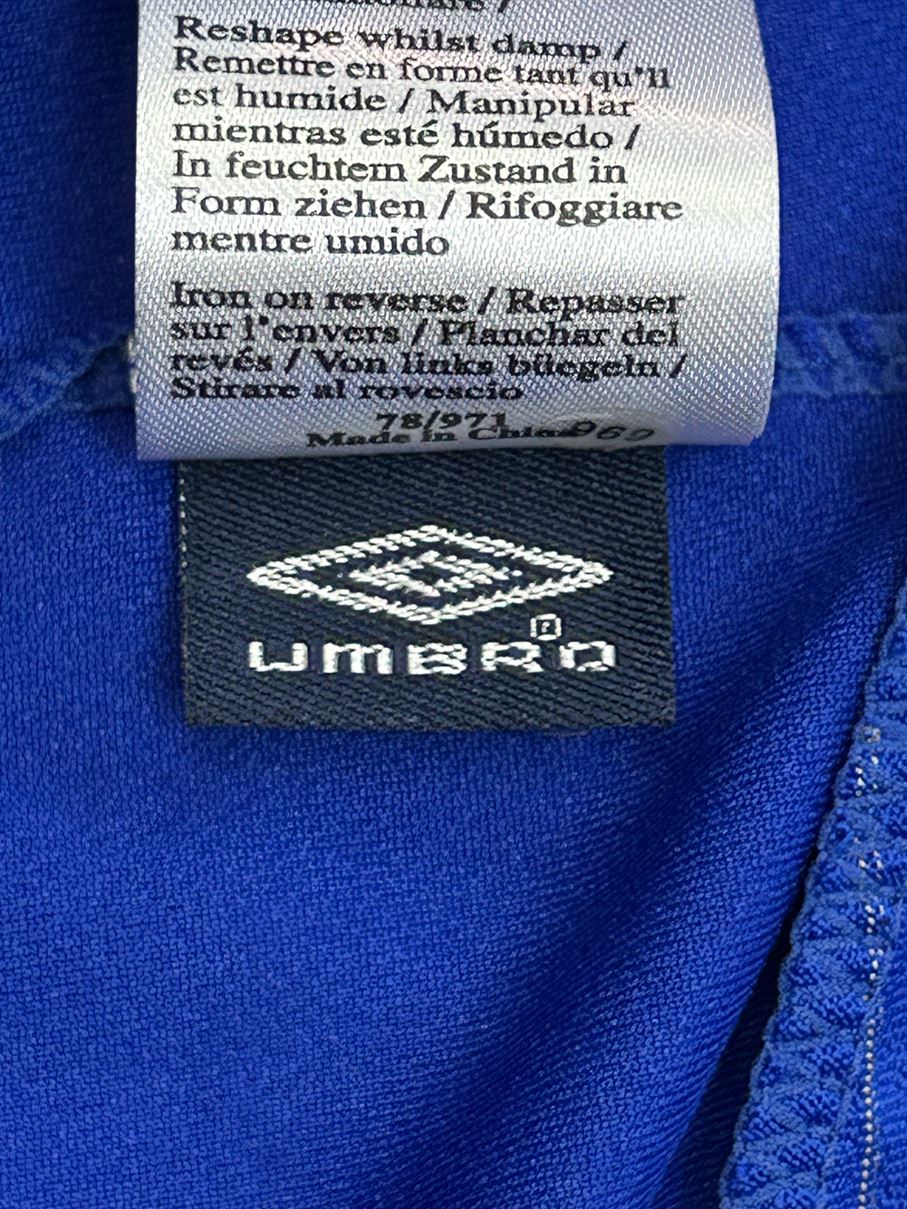 Reshape whilst damp /
Remettre en forme tant qu'il
est humide / Manipular
mientras esté húmedo /
In feuchtem Zustand in
Form ziehen / Rifoggiare
mentre umido
Iron on reverse / Repasser
sur l'envers / Planchar del
revés / Von links büegeln /
Stirare al rovescio
78/971
Made in China 969
UMBRO ®